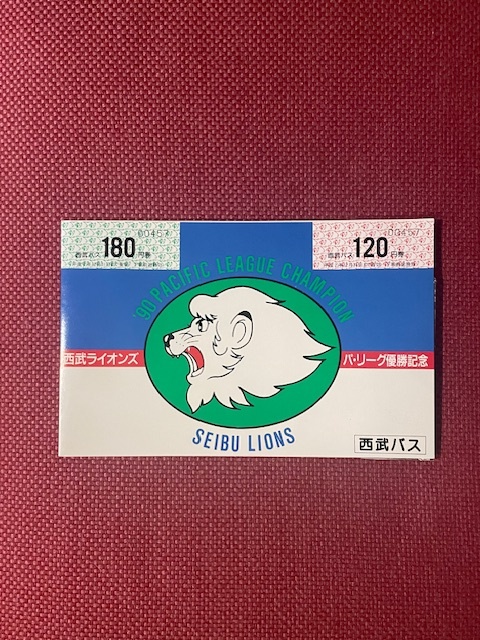 00457
西武バス 180 円券
00457
西武バス 120 円券
'90 PACIFIC LEAGUE CHAMPION
西武ライオンズ
パ・リーグ優勝記念
SEIBU LIONS
西武バス